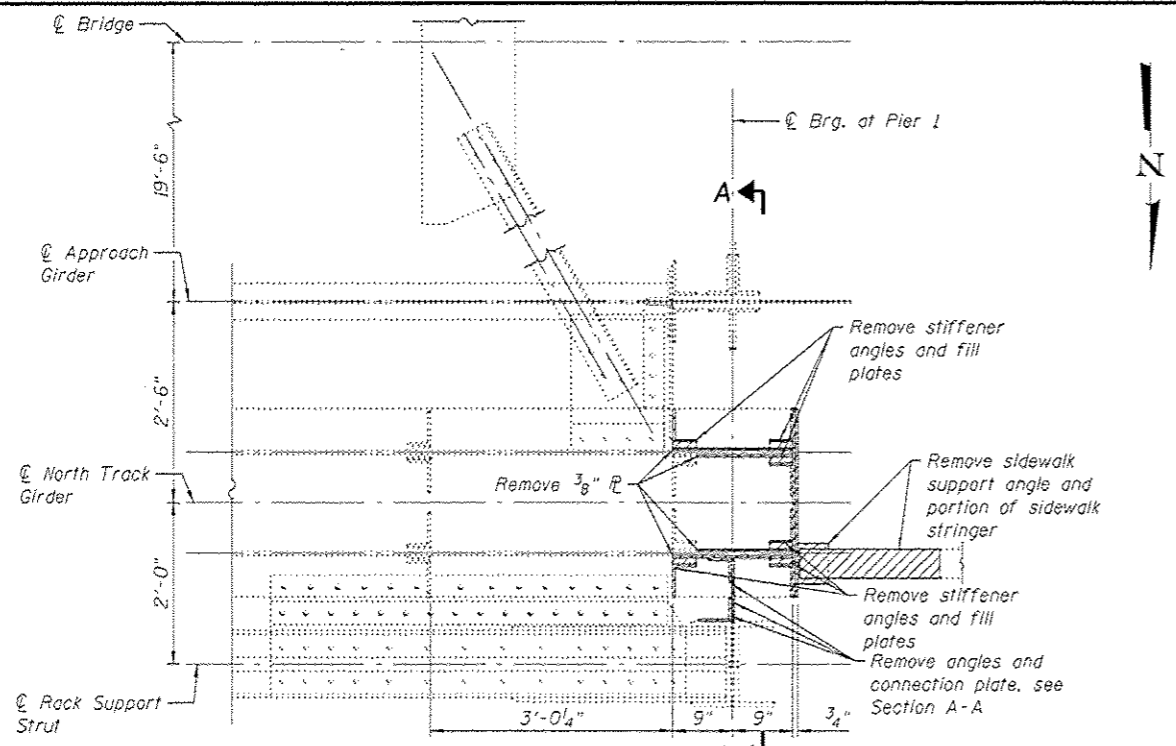 ℄ Bridge
℄ Brg. at Pier 1
N
A
19'-6"
℄ Approach
Girder
Remove stiffener
angles and fill
plates
2'-6"
℄ North Track
Girder
Remove 3/8" ℙL
Remove sidewalk
support angle and
portion of sidewalk
stringer
2'-0"
Remove stiffener
angles and fill
plates
Remove angles and
connection plate, see
Section A-A
℄ Rack Support
Strut
3'-0¼" 9" 9" ¾"